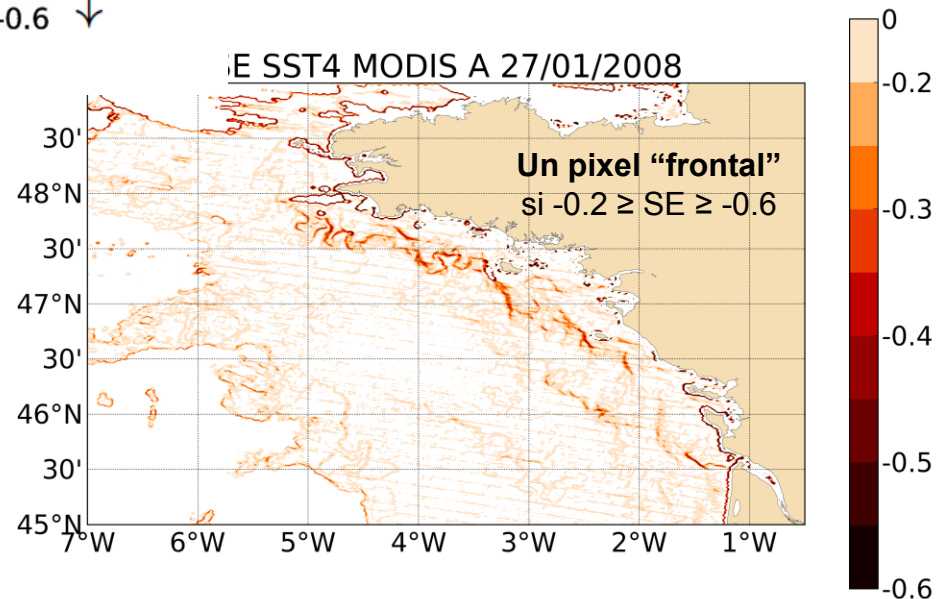 -0.6
E SST4 MODIS A 27/01/2008
Un pixel “frontal”
si -0.2 ≥ SE ≥ -0.6
30'
48°N
30'
47°N
30'
46°N
30'
45°N
7°W 6°W 5°W 4°W 3°W 2°W 1°W
0
-0.2
-0.3
-0.4
-0.5
-0.6